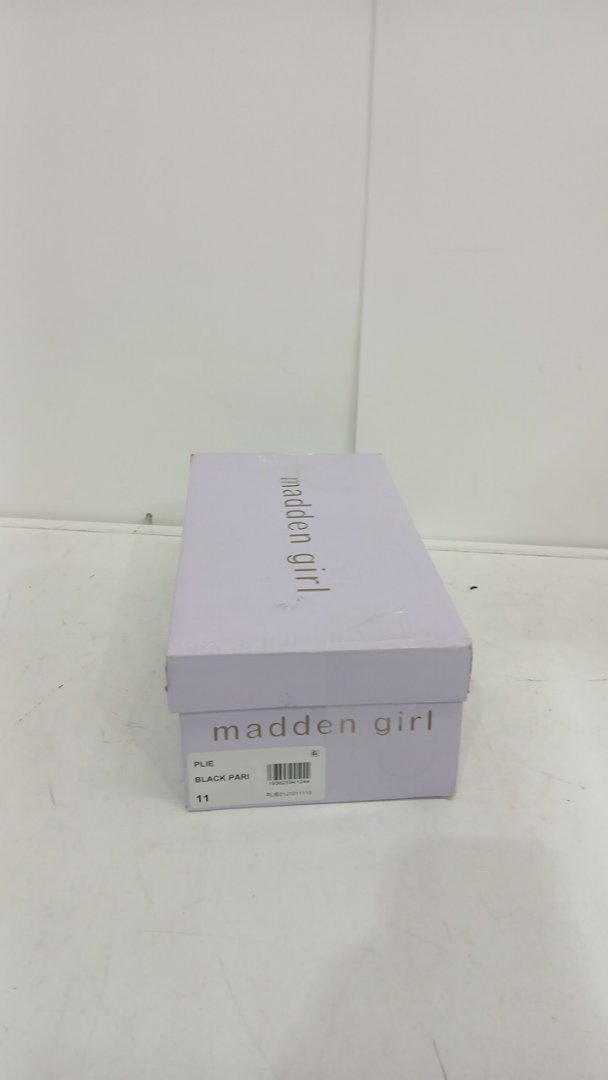 madden girl
madden girl
PLIE
BLACK PARI
11